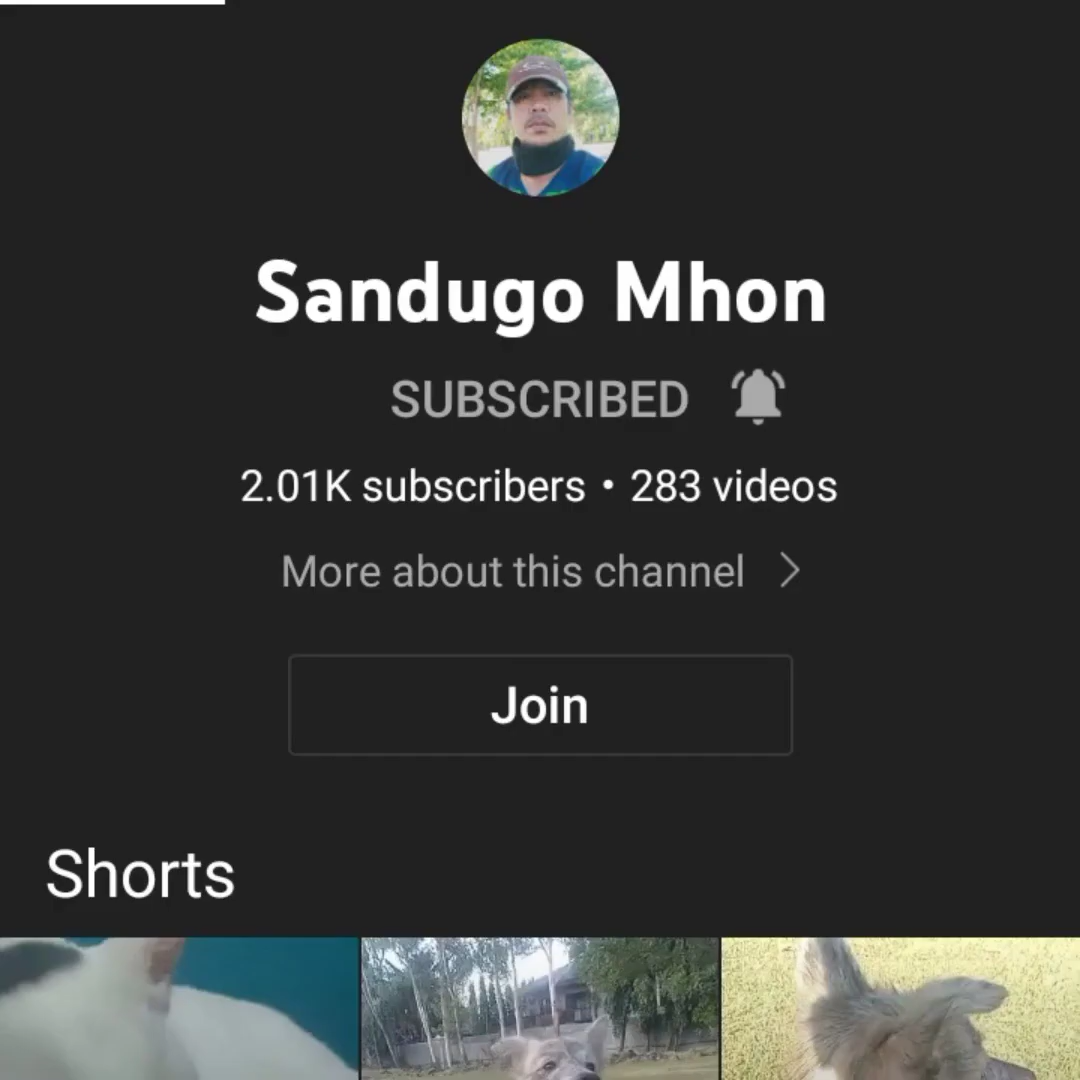 Sandugo Mhon
SUBSCRIBED
2.01K subscribers • 283 videos
More about this channel
Join
Shorts